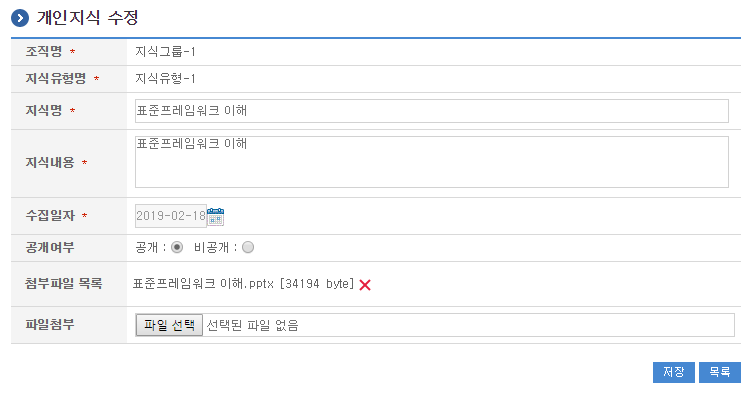 개인지식 수정
조직명 * 지식그룹-1
지식유형명 * 지식유형-1
지식명 * 표준프레임워크 이해
지식내용 * 표준프레임워크 이해
수집일자 * 2019-02-18
공개여부 공개 : 비공개 :
첨부파일 목록 표준프레임워크 이해.pptx [34194 byte]
파일첨부 파일 선택 선택된 파일 없음
저장 목록